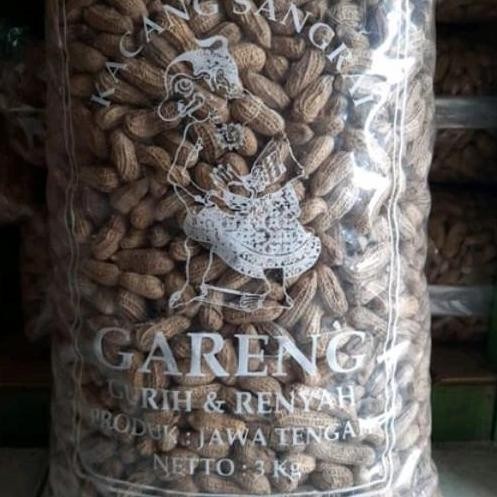 KACANG SANGRAI
GARENG
GURIH & RENYAH
PRODUK : JAWA TENGAH
NETTO : 3 Kg